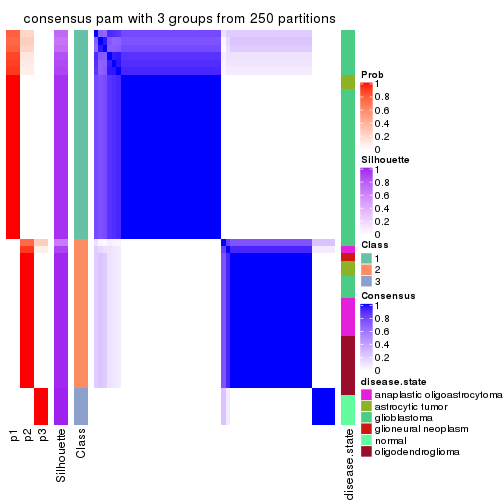 consensus pam with 3 groups from 250 partitions
Prob
1
0.8
0.6
0.4
0.2
0
Silhouette
1
0.8
0.6
0.4
0.2
0
Class
1
2
3
Consensus
1
0.8
0.6
0.4
0.2
0
disease.state
anaplastic oligoastrocytoma
astrocytic tumor
glioblastoma
glioneural neoplasm
normal
oligodendroglioma
p1
p2
p3
Silhouette
Class
disease.state